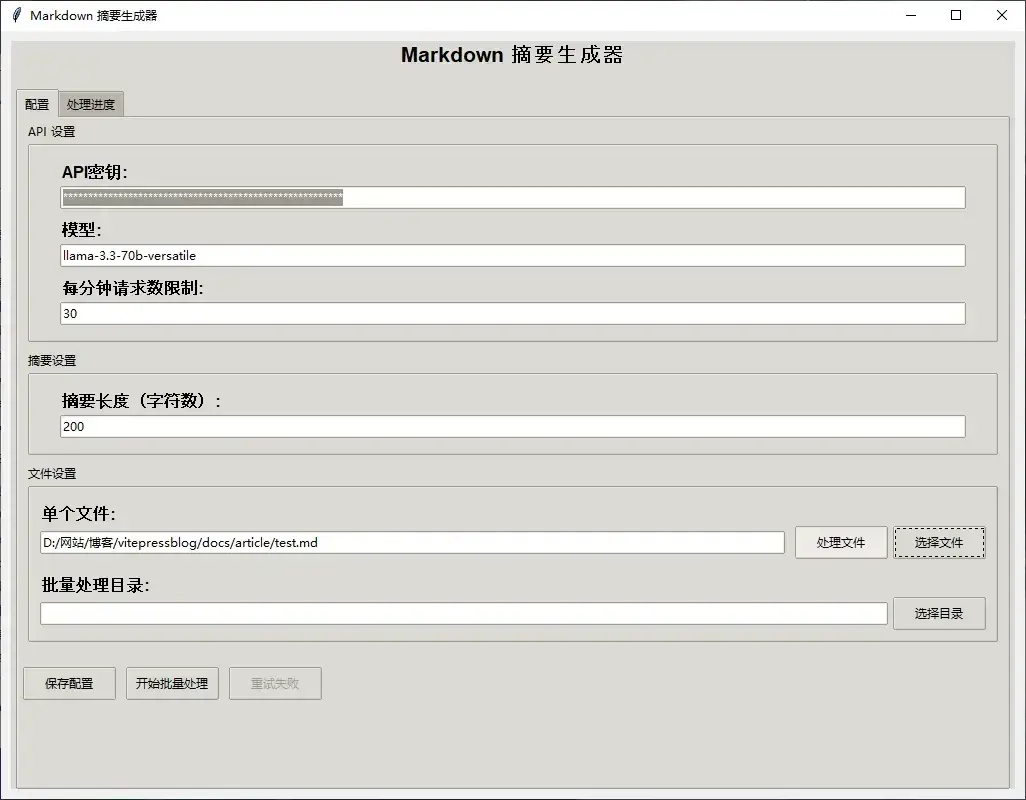 Markdown 摘要生成器
Markdown 摘要生成器
配置 处理进度
API 设置
API密钥:
********************************************************
模型:
llama-3.3-70b-versatile
每分钟请求数限制:
30
摘要设置
摘要长度（字符数）:
200
文件设置
单个文件:
D:/网站/博客/vitepressblog/docs/article/test.md 处理文件 选择文件
批量处理目录:
选择目录
保存配置 开始批量处理 重试失败